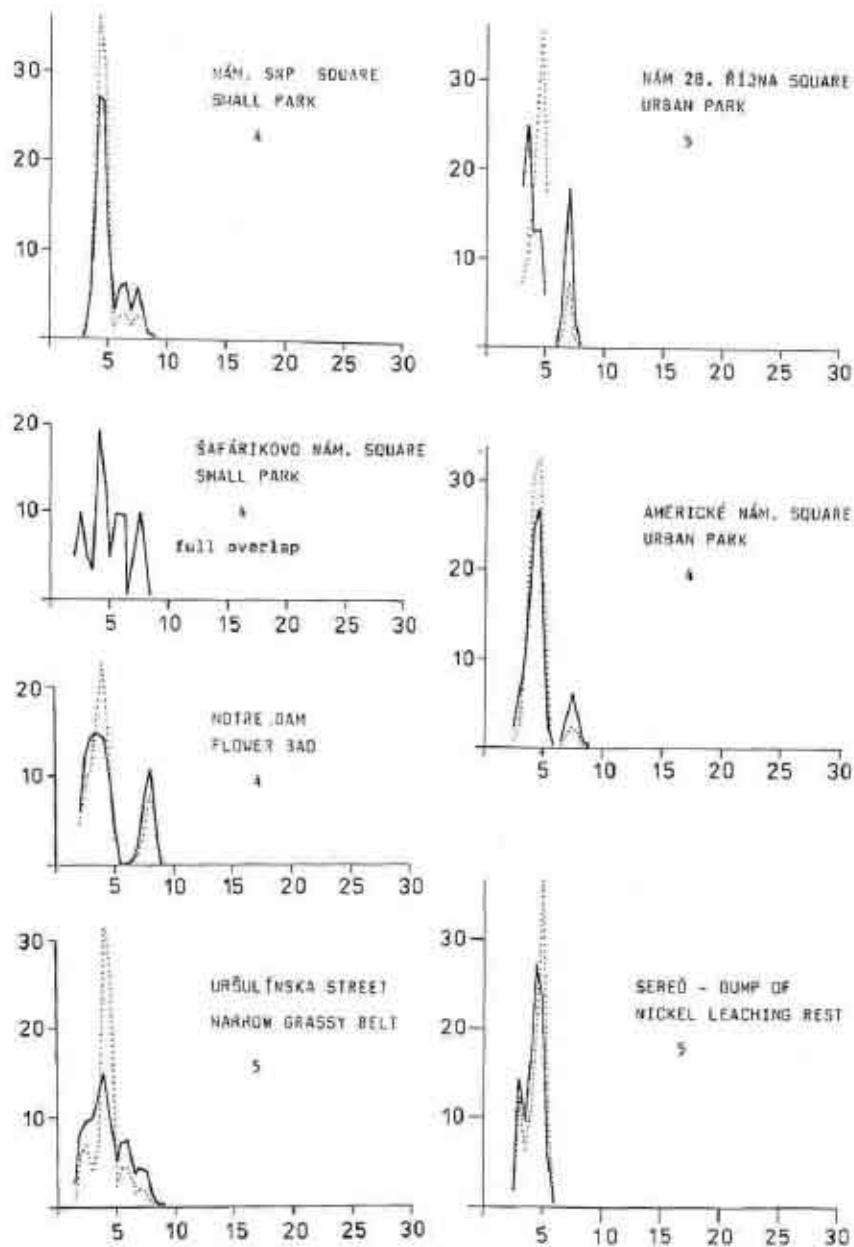 30
20
10
5 10 15 20 25 30
NÁM. SNP SQUARE
SMALL PARK
4
20
10
5 10 15 20 25 30
ŠAFÁRIKOVO NÁM. SQUARE
SMALL PARK
4
full overlap
20
10
5 10 15 20 25 30
NOTRE DAM
FLOWER BAD
4
30
20
10
5 10 15 20 25 30
URŠULÍNSKA STREET
NARROW GRASSY BELT
5
30
20
10
5 10 15 20 25 30
NÁM 28. ŘÍJNA SQUARE
URBAN PARK
30
20
10
5 10 15 20 25 30
AMERICKÉ NÁM. SQUARE
URBAN PARK
4
30
20
10
5 10 15 20 25 30
SEREĎ - DUMP OF
NICKEL LEACHING REST
5